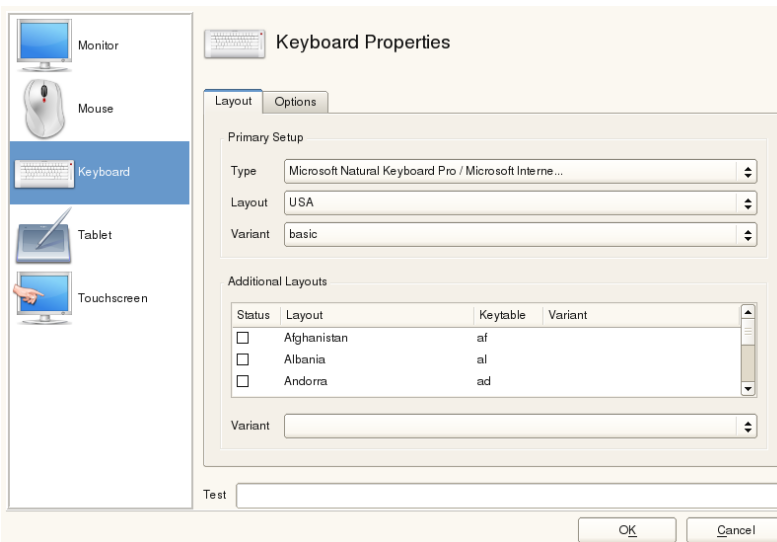 Monitor
Mouse
Keyboard
Tablet
Touchscreen
Keyboard Properties
Layout Options
Primary Setup
Type Microsoft Natural Keyboard Pro / Microsoft Interne...
Layout USA
Variant basic
Additional Layouts
Status Layout Keytable Variant
Afghanistan af
Albania al
Andorra ad
Variant
Test
OK Cancel